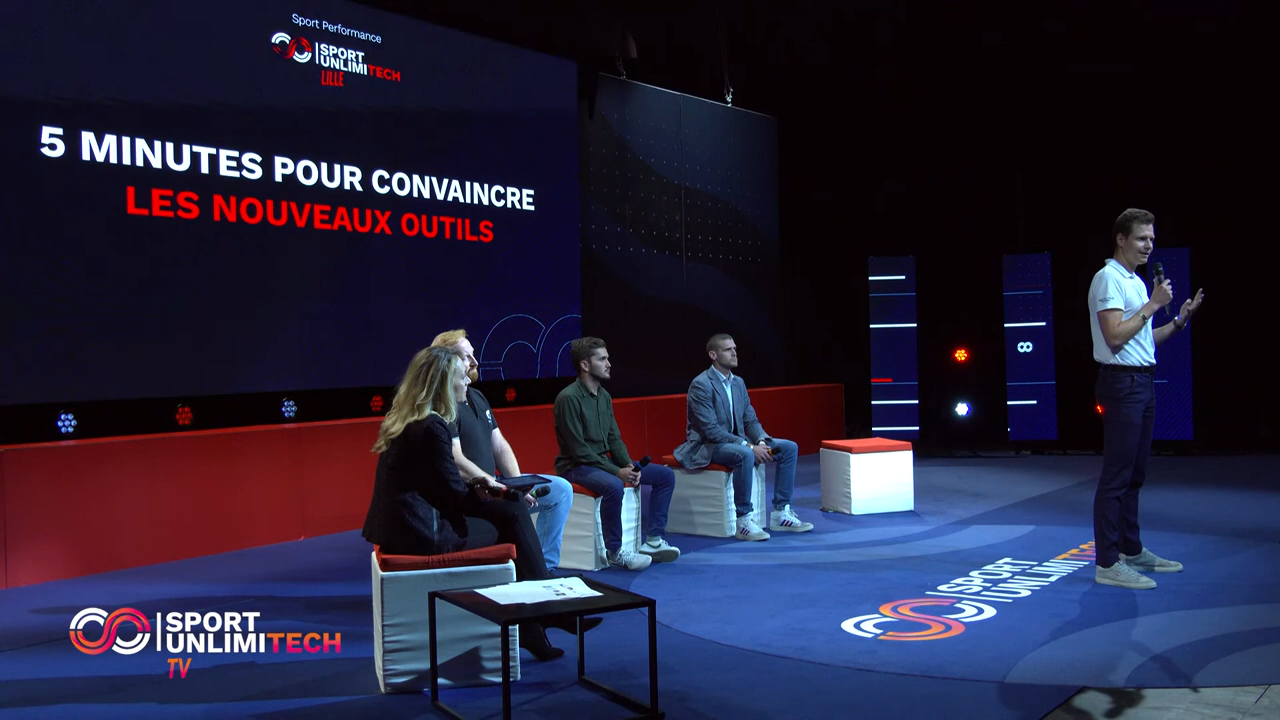 Sport Performance
SPORT
UNLIMITECH
LILLE
5 MINUTES POUR CONVAINCRE
LES NOUVEAUX OUTILS
SPORT
UNLIMITECH
SPORT
UNLIMITECH
TV